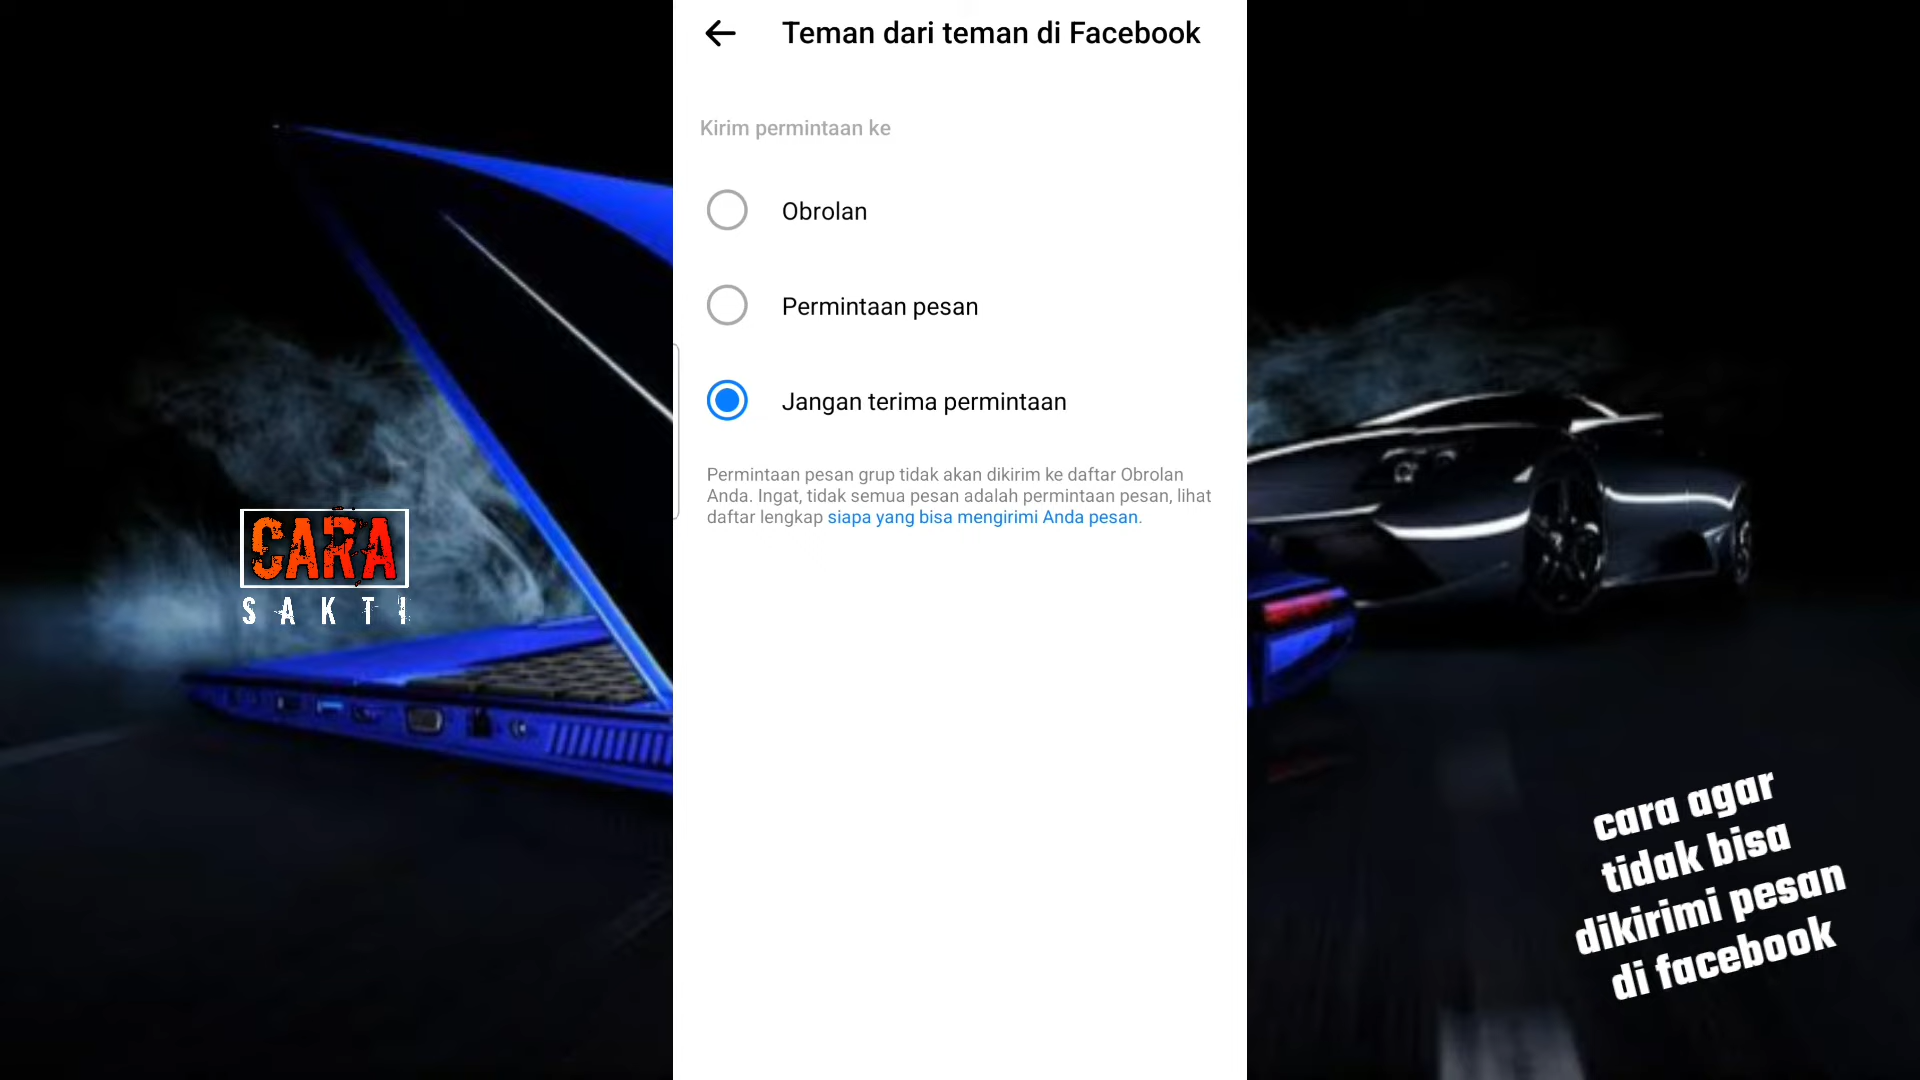 Teman dari teman di Facebook
Kirim permintaan ke
Obrolan
Permintaan pesan
Jangan terima permintaan
Permintaan pesan grup tidak akan dikirim ke daftar Obrolan
Anda. Ingat, tidak semua pesan adalah permintaan pesan, lihat
daftar lengkap siapa yang bisa mengirimi Anda pesan.
CARA
SAKTI
cara agar
tidak bisa
dikirimi pesan
di facebook